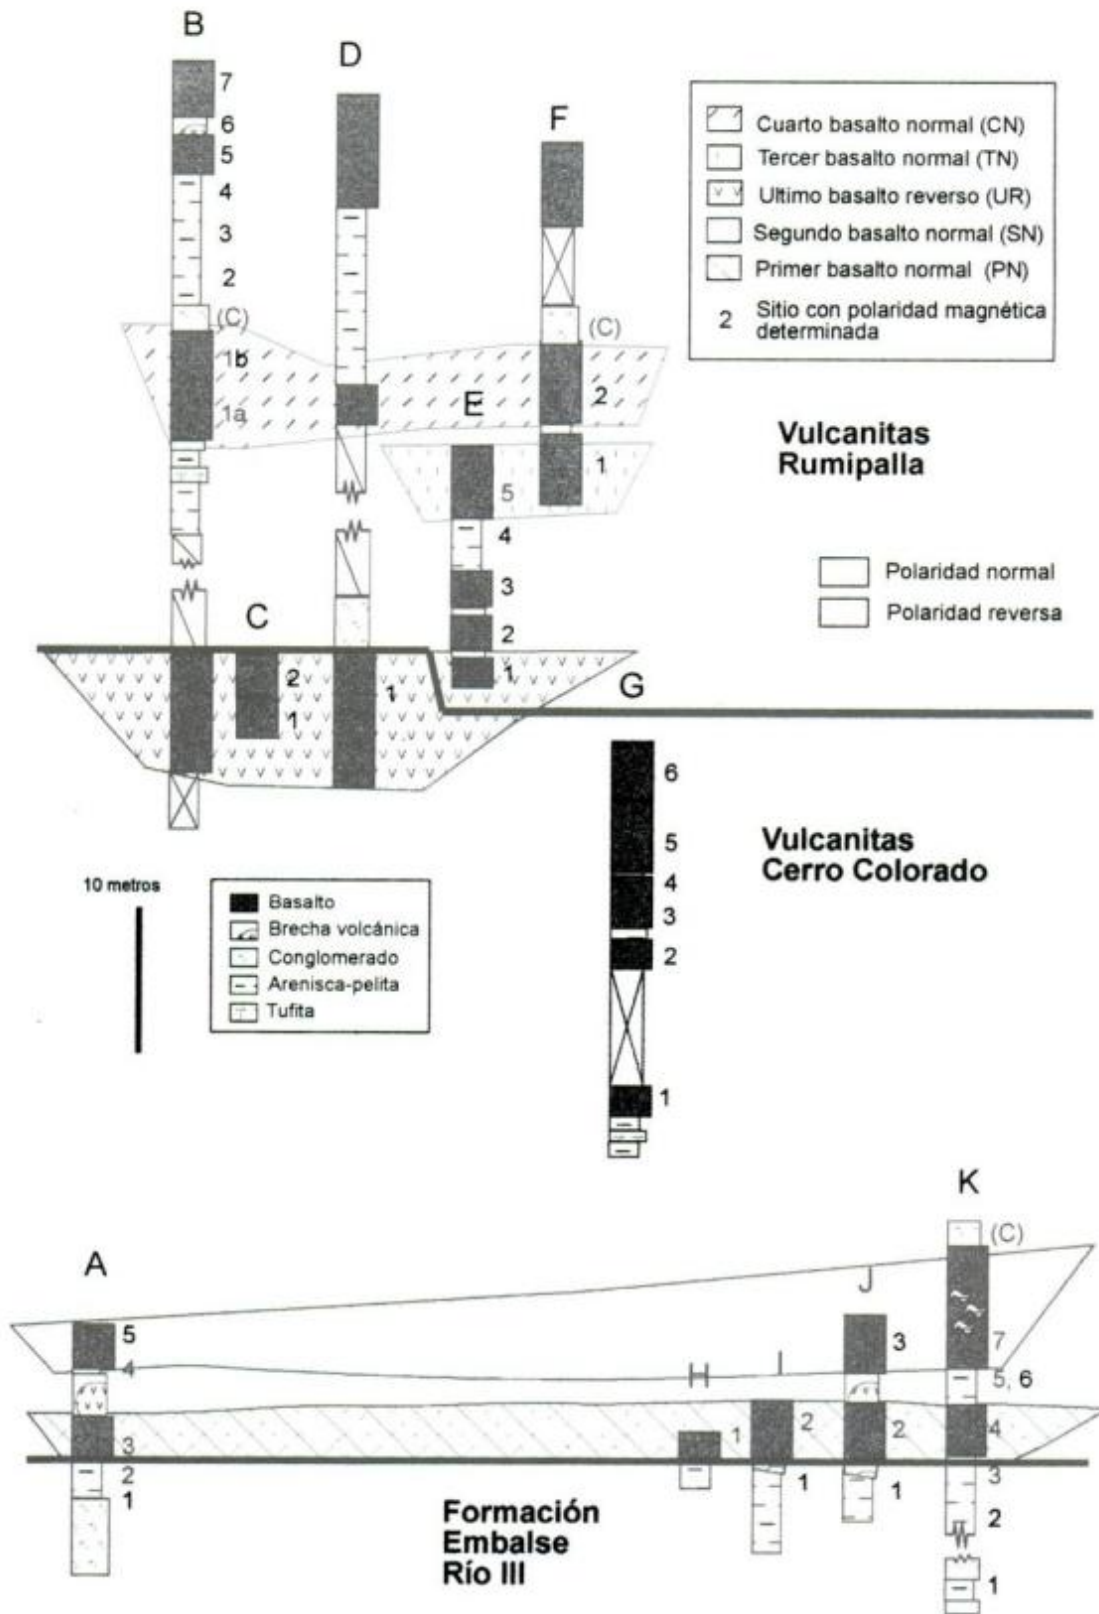 B
7
6
5
4
3
2
(C)
1b
1a
D
1
F
(C)
2
1
E
5
4
3
2
1
C
2
1
Cuarto basalto normal (CN)
Tercer basalto normal (TN)
Ultimo basalto reverso (UR)
Segundo basalto normal (SN)
Primer basalto normal (PN)
2 Sitio con polaridad magnética
determinada
Vulcanitas
Rumipalla
Polaridad normal
Polaridad reversa
G
6
5
4
3
2
1
Vulcanitas
Cerro Colorado
10 metros
Basalto
Brecha volcánica
Conglomerado
Arenisca-pelita
Tufita
A
5
4
3
2
1
H
1
I
2
1
J
3
2
1
K
(C)
7
5, 6
4
3
2
1
Formación
Embalse
Río III